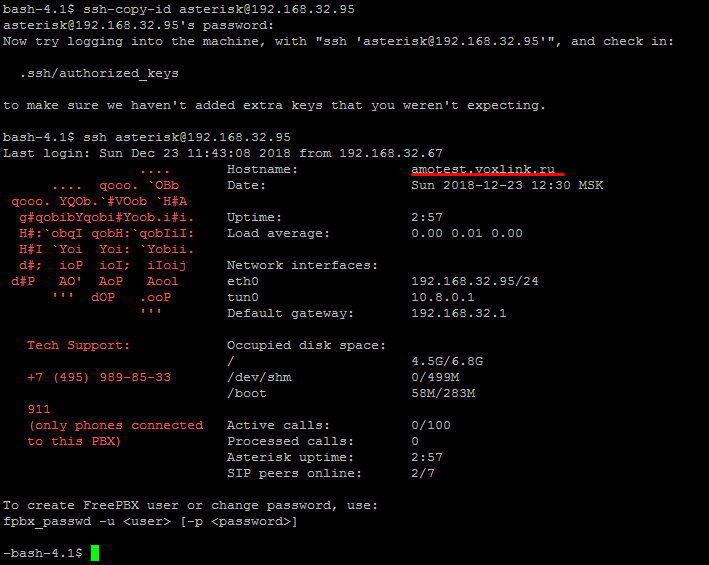 bash-4.1$ ssh-copy-id asterisk@192.168.32.95
asterisk@192.168.32.95's password:
Now try logging into the machine, with "ssh 'asterisk@192.168.32.95'", and check in:
.ssh/authorized_keys
to make sure we haven't added extra keys that you weren't expecting.
bash-4.1$ ssh asterisk@192.168.32.95
Last login: Sun Dec 23 11:43:08 2018 from 192.168.32.67
.... Hostname: amotest.voxlink.ru
.... qooo. `OBb Date: Sun 2018-12-23 12:30 MSK
qooo. YQOb.`#VOob `H#A
g#qobibYqobi#Yoob.i#i. Uptime: 2:57
H#:`obqI qobH:`qobIiI: Load average: 0.00 0.01 0.00
H#I `Yoi Yoi: `Yobii.
d#; ioP ioI; iIoij Network interfaces:
d#P AO' AoP Aool eth0 192.168.32.95/24
''' dOP .ooP tun0 10.8.0.1
''' Default gateway: 192.168.32.1
Tech Support: Occupied disk space:
/ 4.5G/6.8G
+7 (495) 989-85-33 /dev/shm 0/499M
/boot 58M/283M
911
(only phones connected Active calls: 0/100
to this PBX) Processed calls: 0
Asterisk uptime: 2:57
SIP peers online: 2/7
To create FreePBX user or change password, use:
fpbx_passwd -u <user> [-p <password>]
-bash-4.1$